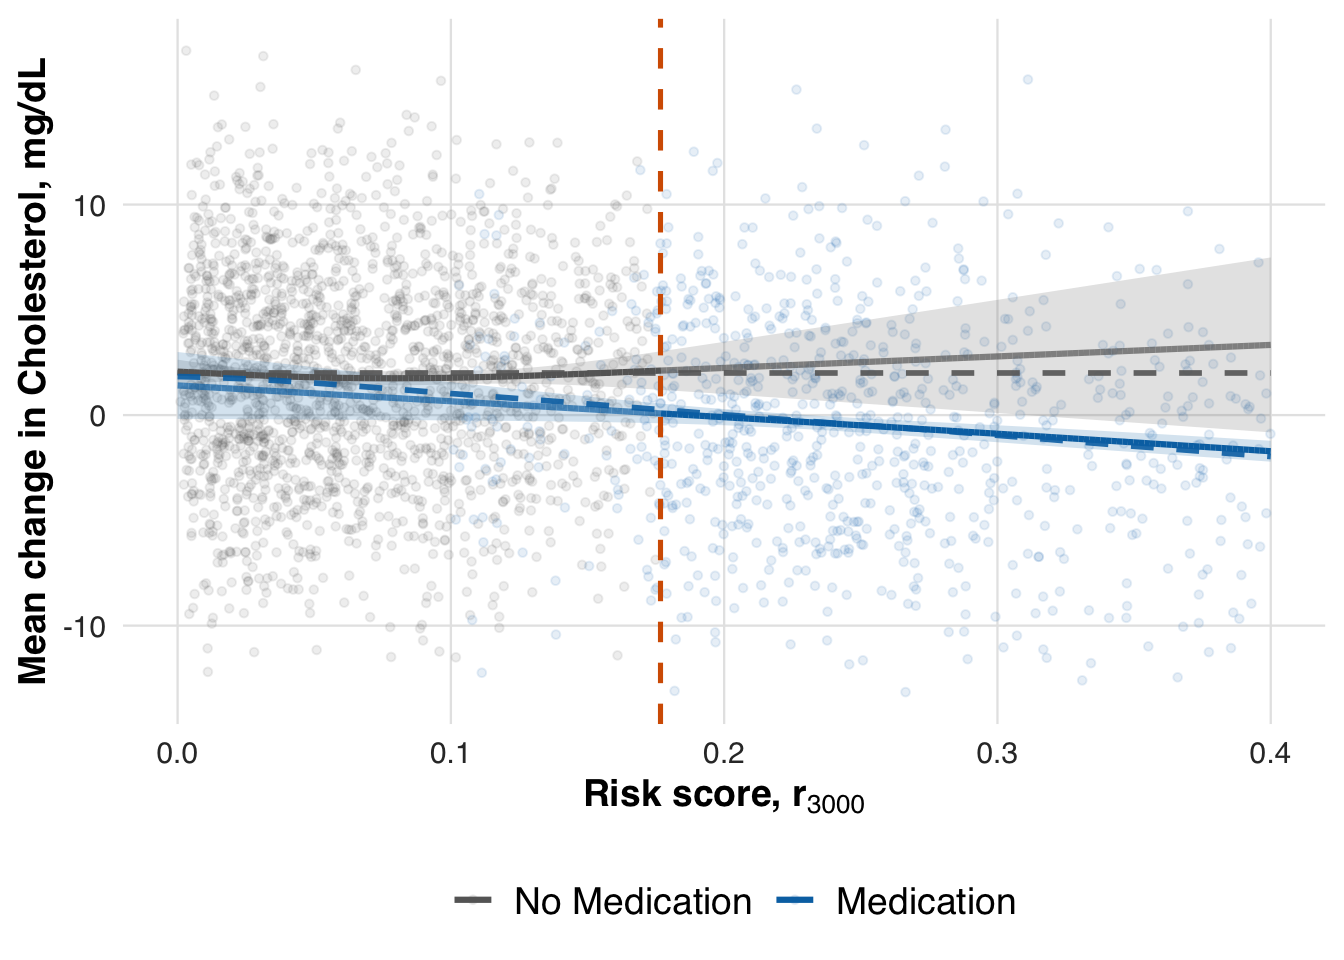 Mean change in Cholesterol, mg/dL
10
0
-10
0.0 0.1 0.2 0.3 0.4
Risk score, r3000
No Medication Medication